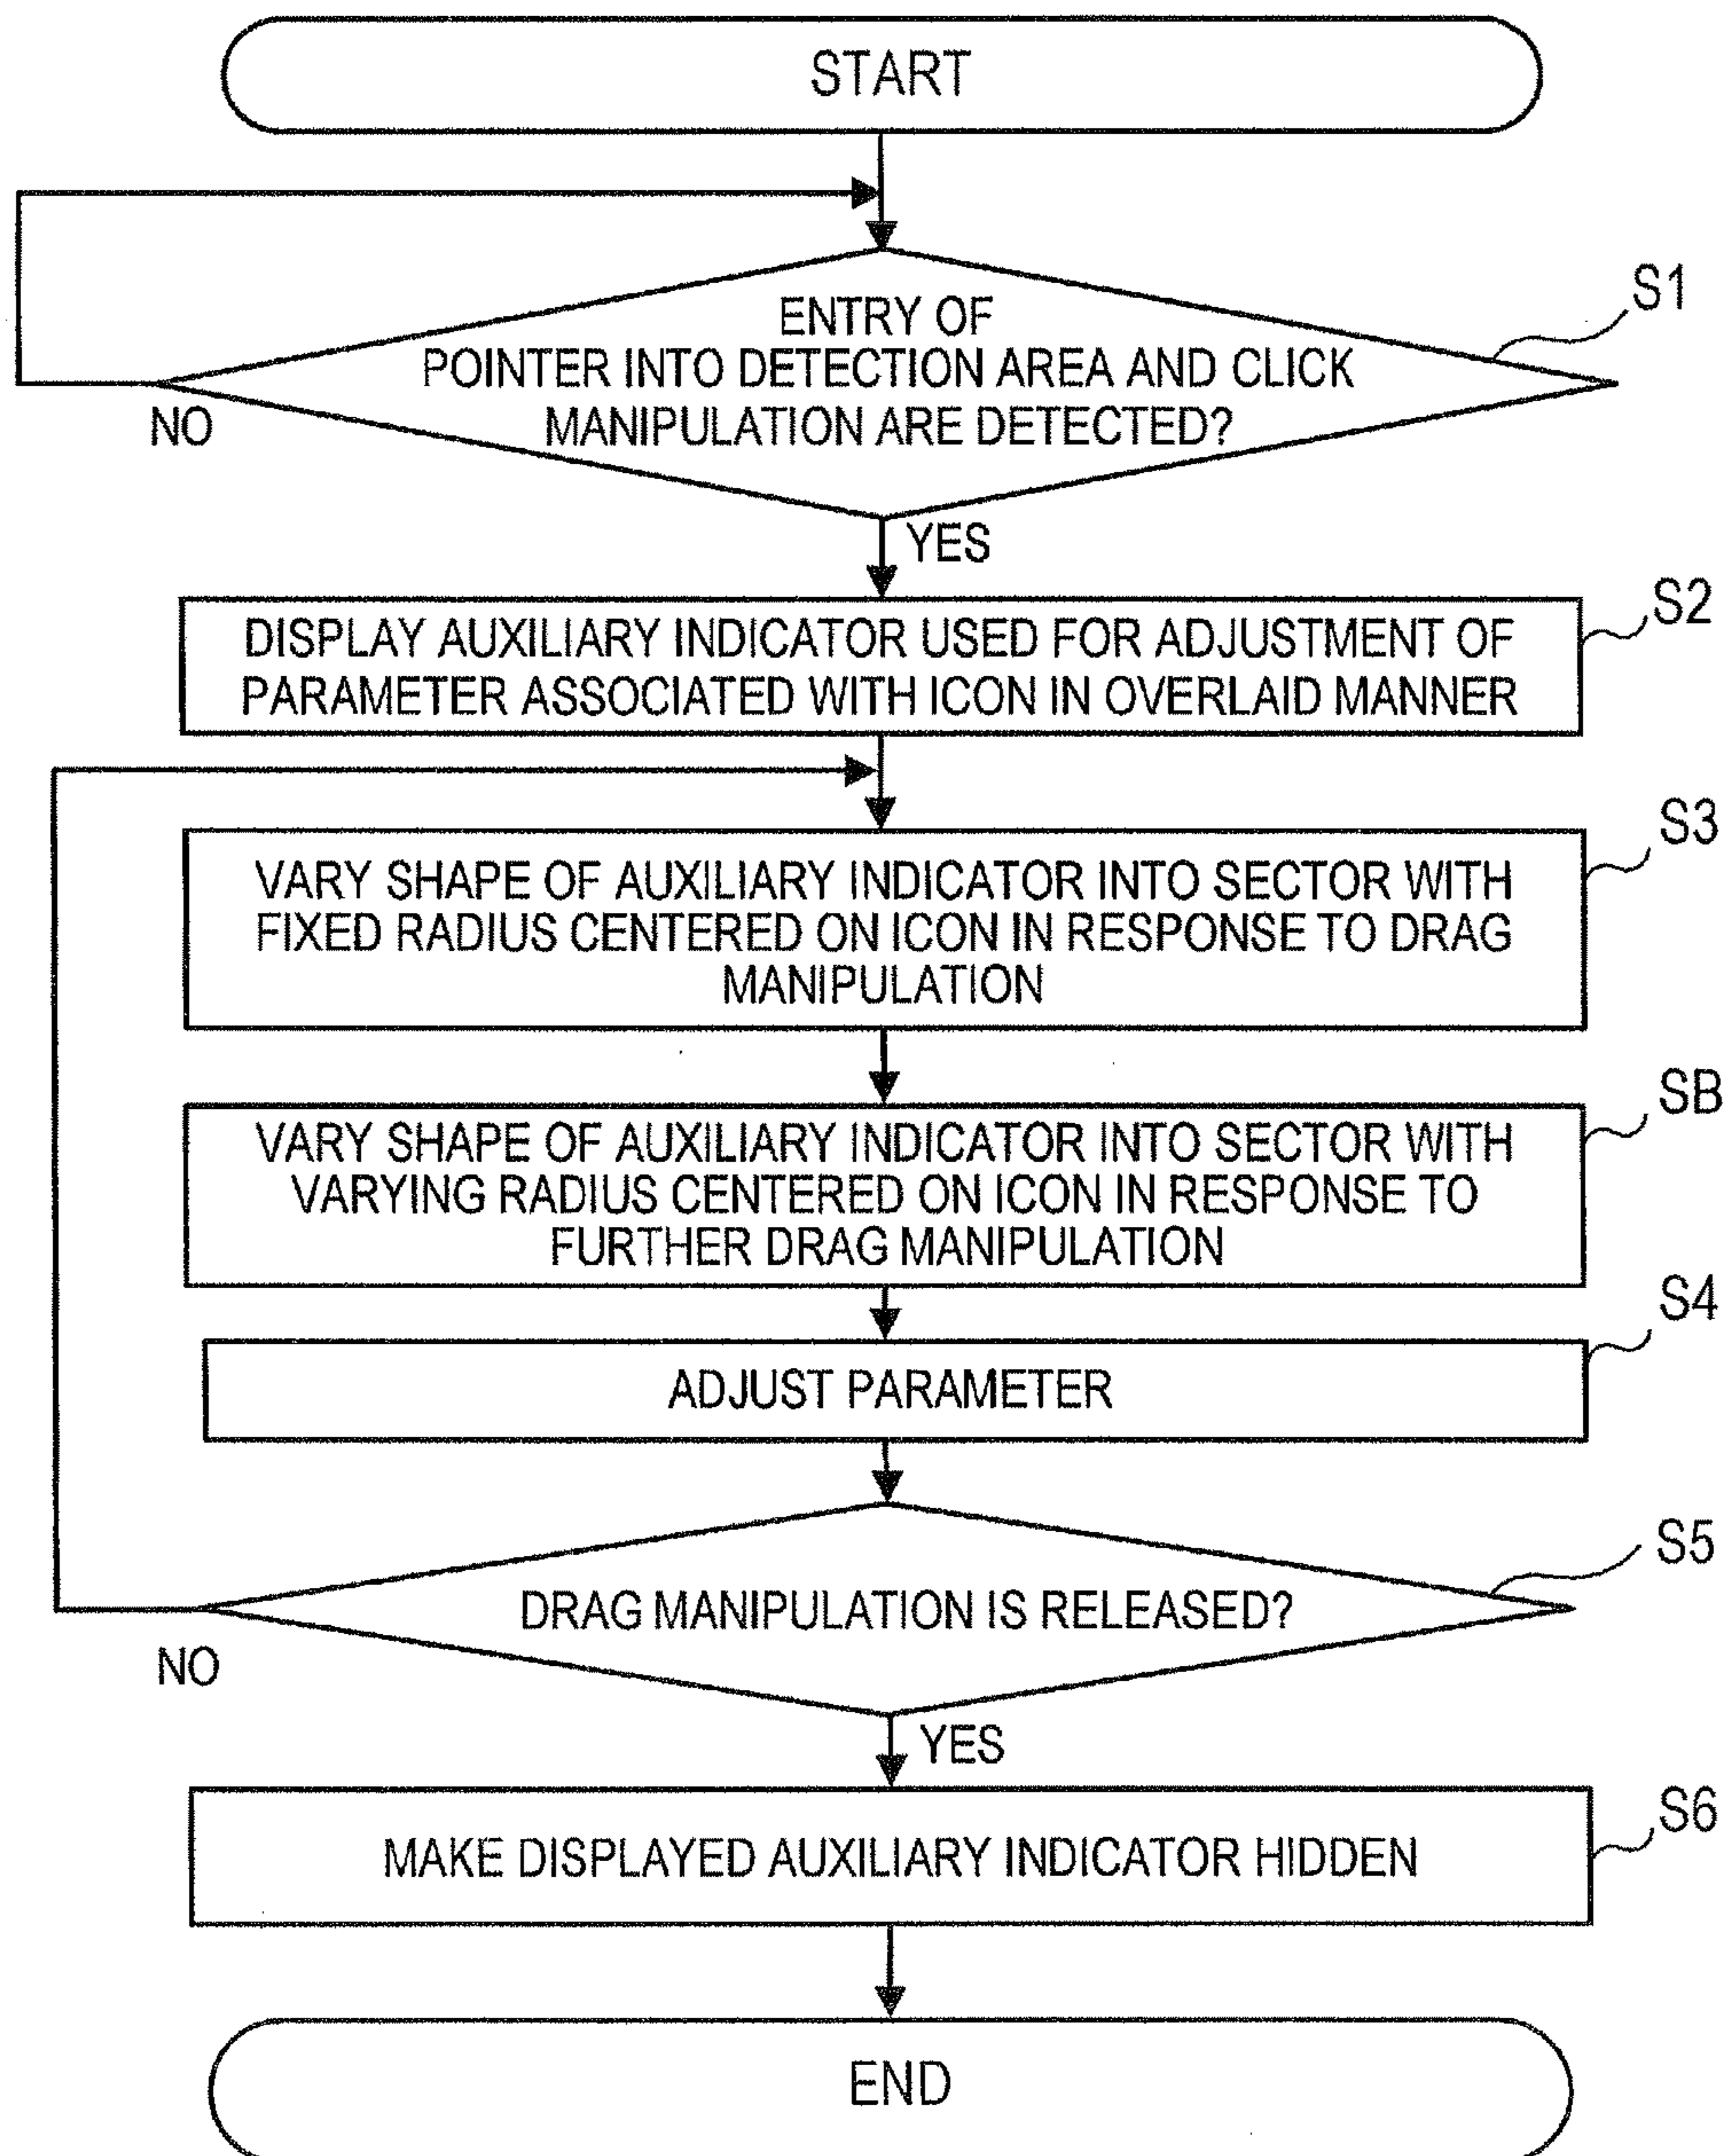 START
S1
ENTRY OF
POINTER INTO DETECTION AREA AND CLICK
MANIPULATION ARE DETECTED?
NO
YES
S2
DISPLAY AUXILIARY INDICATOR USED FOR ADJUSTMENT OF
PARAMETER ASSOCIATED WITH ICON IN OVERLAID MANNER
S3
VARY SHAPE OF AUXILIARY INDICATOR INTO SECTOR WITH
FIXED RADIUS CENTERED ON ICON IN RESPONSE TO DRAG
MANIPULATION
SB
VARY SHAPE OF AUXILIARY INDICATOR INTO SECTOR WITH
VARYING RADIUS CENTERED ON ICON IN RESPONSE TO
FURTHER DRAG MANIPULATION
S4
ADJUST PARAMETER
S5
DRAG MANIPULATION IS RELEASED?
NO
YES
S6
MAKE DISPLAYED AUXILIARY INDICATOR HIDDEN
END